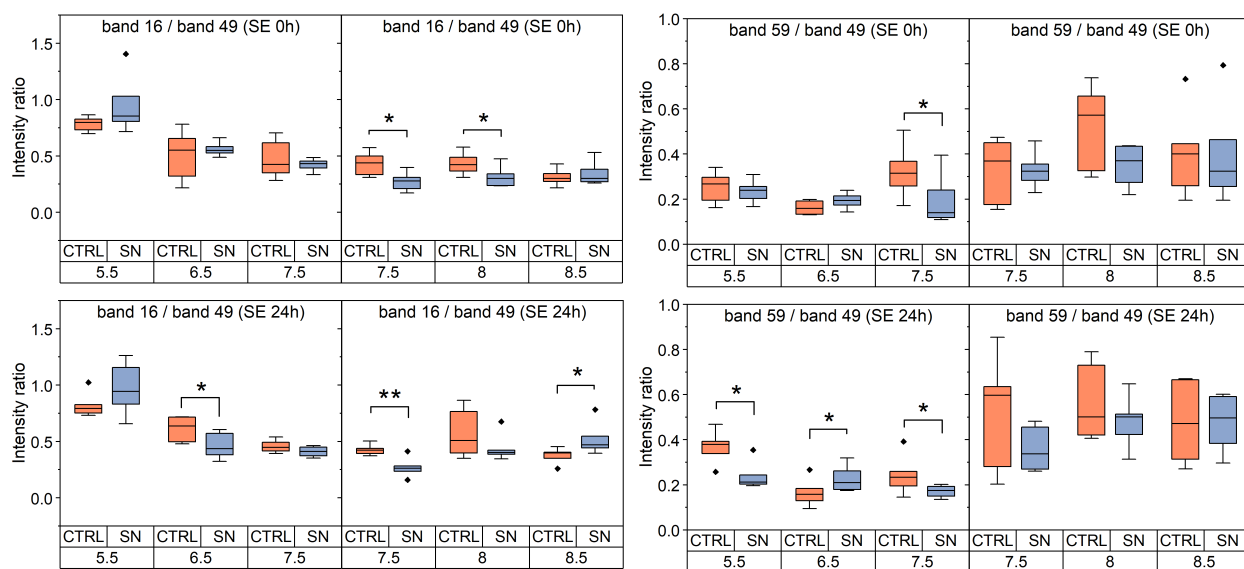 band 16 / band 49 (SE 0h)
band 16 / band 49 (SE 0h)
Intensity ratio
1.5
1.0
0.5
0.0
*
*
CTRL SN CTRL SN CTRL SN CTRL SN CTRL SN CTRL SN
5.5 6.5 7.5 7.5 8 8.5
band 59 / band 49 (SE 0h)
band 59 / band 49 (SE 0h)
Intensity ratio
1.0
0.8
0.6
0.4
0.2
0.0
*
CTRL SN CTRL SN CTRL SN CTRL SN CTRL SN CTRL SN
5.5 6.5 7.5 7.5 8 8.5
band 16 / band 49 (SE 24h)
band 16 / band 49 (SE 24h)
Intensity ratio
1.5
1.0
0.5
0.0
*
**
*
CTRL SN CTRL SN CTRL SN CTRL SN CTRL SN CTRL SN
5.5 6.5 7.5 7.5 8 8.5
band 59 / band 49 (SE 24h)
band 59 / band 49 (SE 24h)
Intensity ratio
1.0
0.8
0.6
0.4
0.2
0.0
*
*
*
CTRL SN CTRL SN CTRL SN CTRL SN CTRL SN CTRL SN
5.5 6.5 7.5 7.5 8 8.5